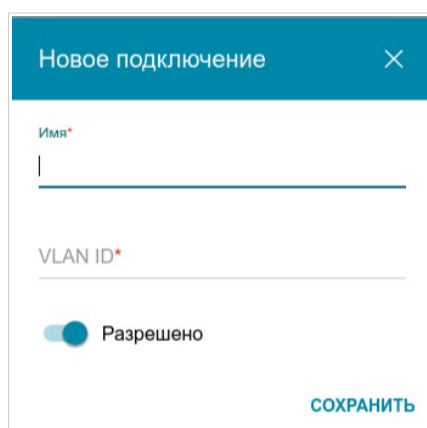 Новое подключение
Имя*
VLAN ID*
Разрешено
СОХРАНИТЬ